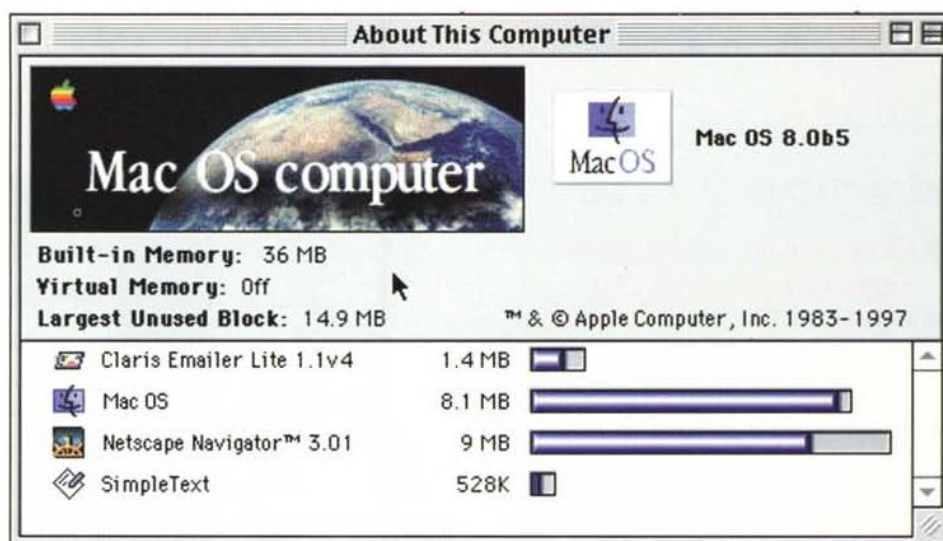 About This Computer
Mac OS computer
MacOS
Mac OS 8.0b5
Built-in Memory: 36 MB
Virtual Memory: Off
Largest Unused Block: 14.9 MB
™ & © Apple Computer, Inc. 1983-1997
Claris Emailer Lite 1.1v4 1.4 MB
Mac OS 8.1 MB
Netscape Navigator™ 3.01 9 MB
SimpleText 528K